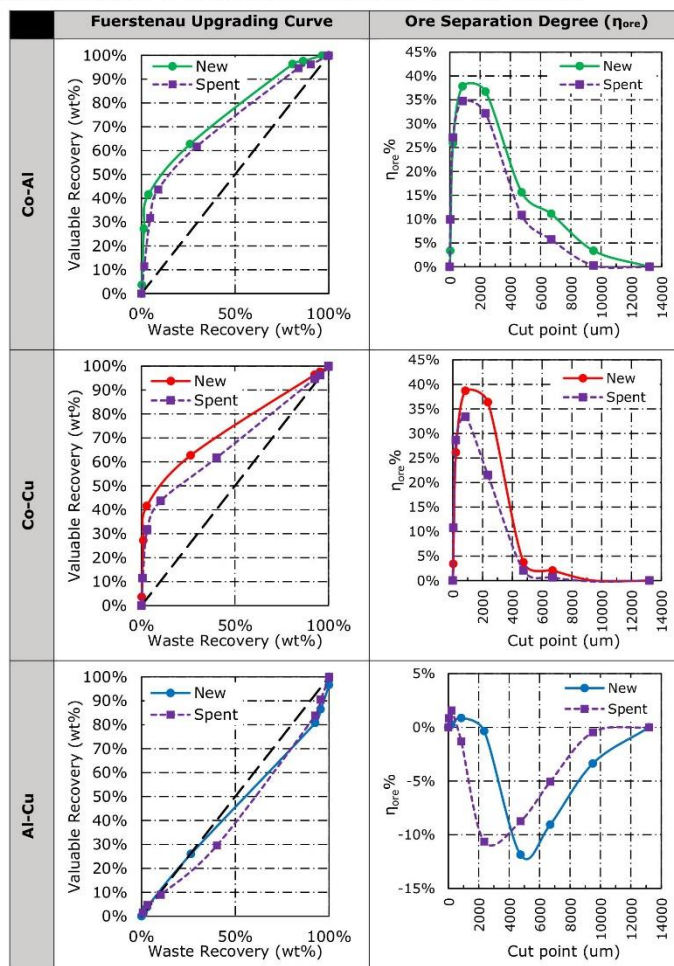 Fuerstenau Upgrading Curve
Ore Separation Degree (ηore)
Co-Al
Valuable Recovery (wt%)
100%
90%
80%
70%
60%
50%
40%
30%
20%
10%
0%
New
Spent
0% 50% 100%
Waste Recovery (wt%)
ηore%
45%
40%
35%
30%
25%
20%
15%
10%
5%
0%
New
Spent
0 2000 4000 6000 8000 10000 12000 14000
Cut point (um)
Co-Cu
Valuable Recovery (wt%)
100%
90%
80%
70%
60%
50%
40%
30%
20%
10%
0%
New
Spent
0% 50% 100%
Waste Recovery (wt%)
ηore%
45%
40%
35%
30%
25%
20%
15%
10%
5%
0%
New
Spent
0 2000 4000 6000 8000 10000 12000 14000
Cut point (um)
Al-Cu
Valuable Recovery (wt%)
100%
90%
80%
70%
60%
50%
40%
30%
20%
10%
0%
New
Spent
0% 50% 100%
Waste Recovery (wt%)
ηore%
5%
0%
-5%
-10%
-15%
New
Spent
0 2000 4000 6000 8000 10000 12000 14000
Cut point (um)